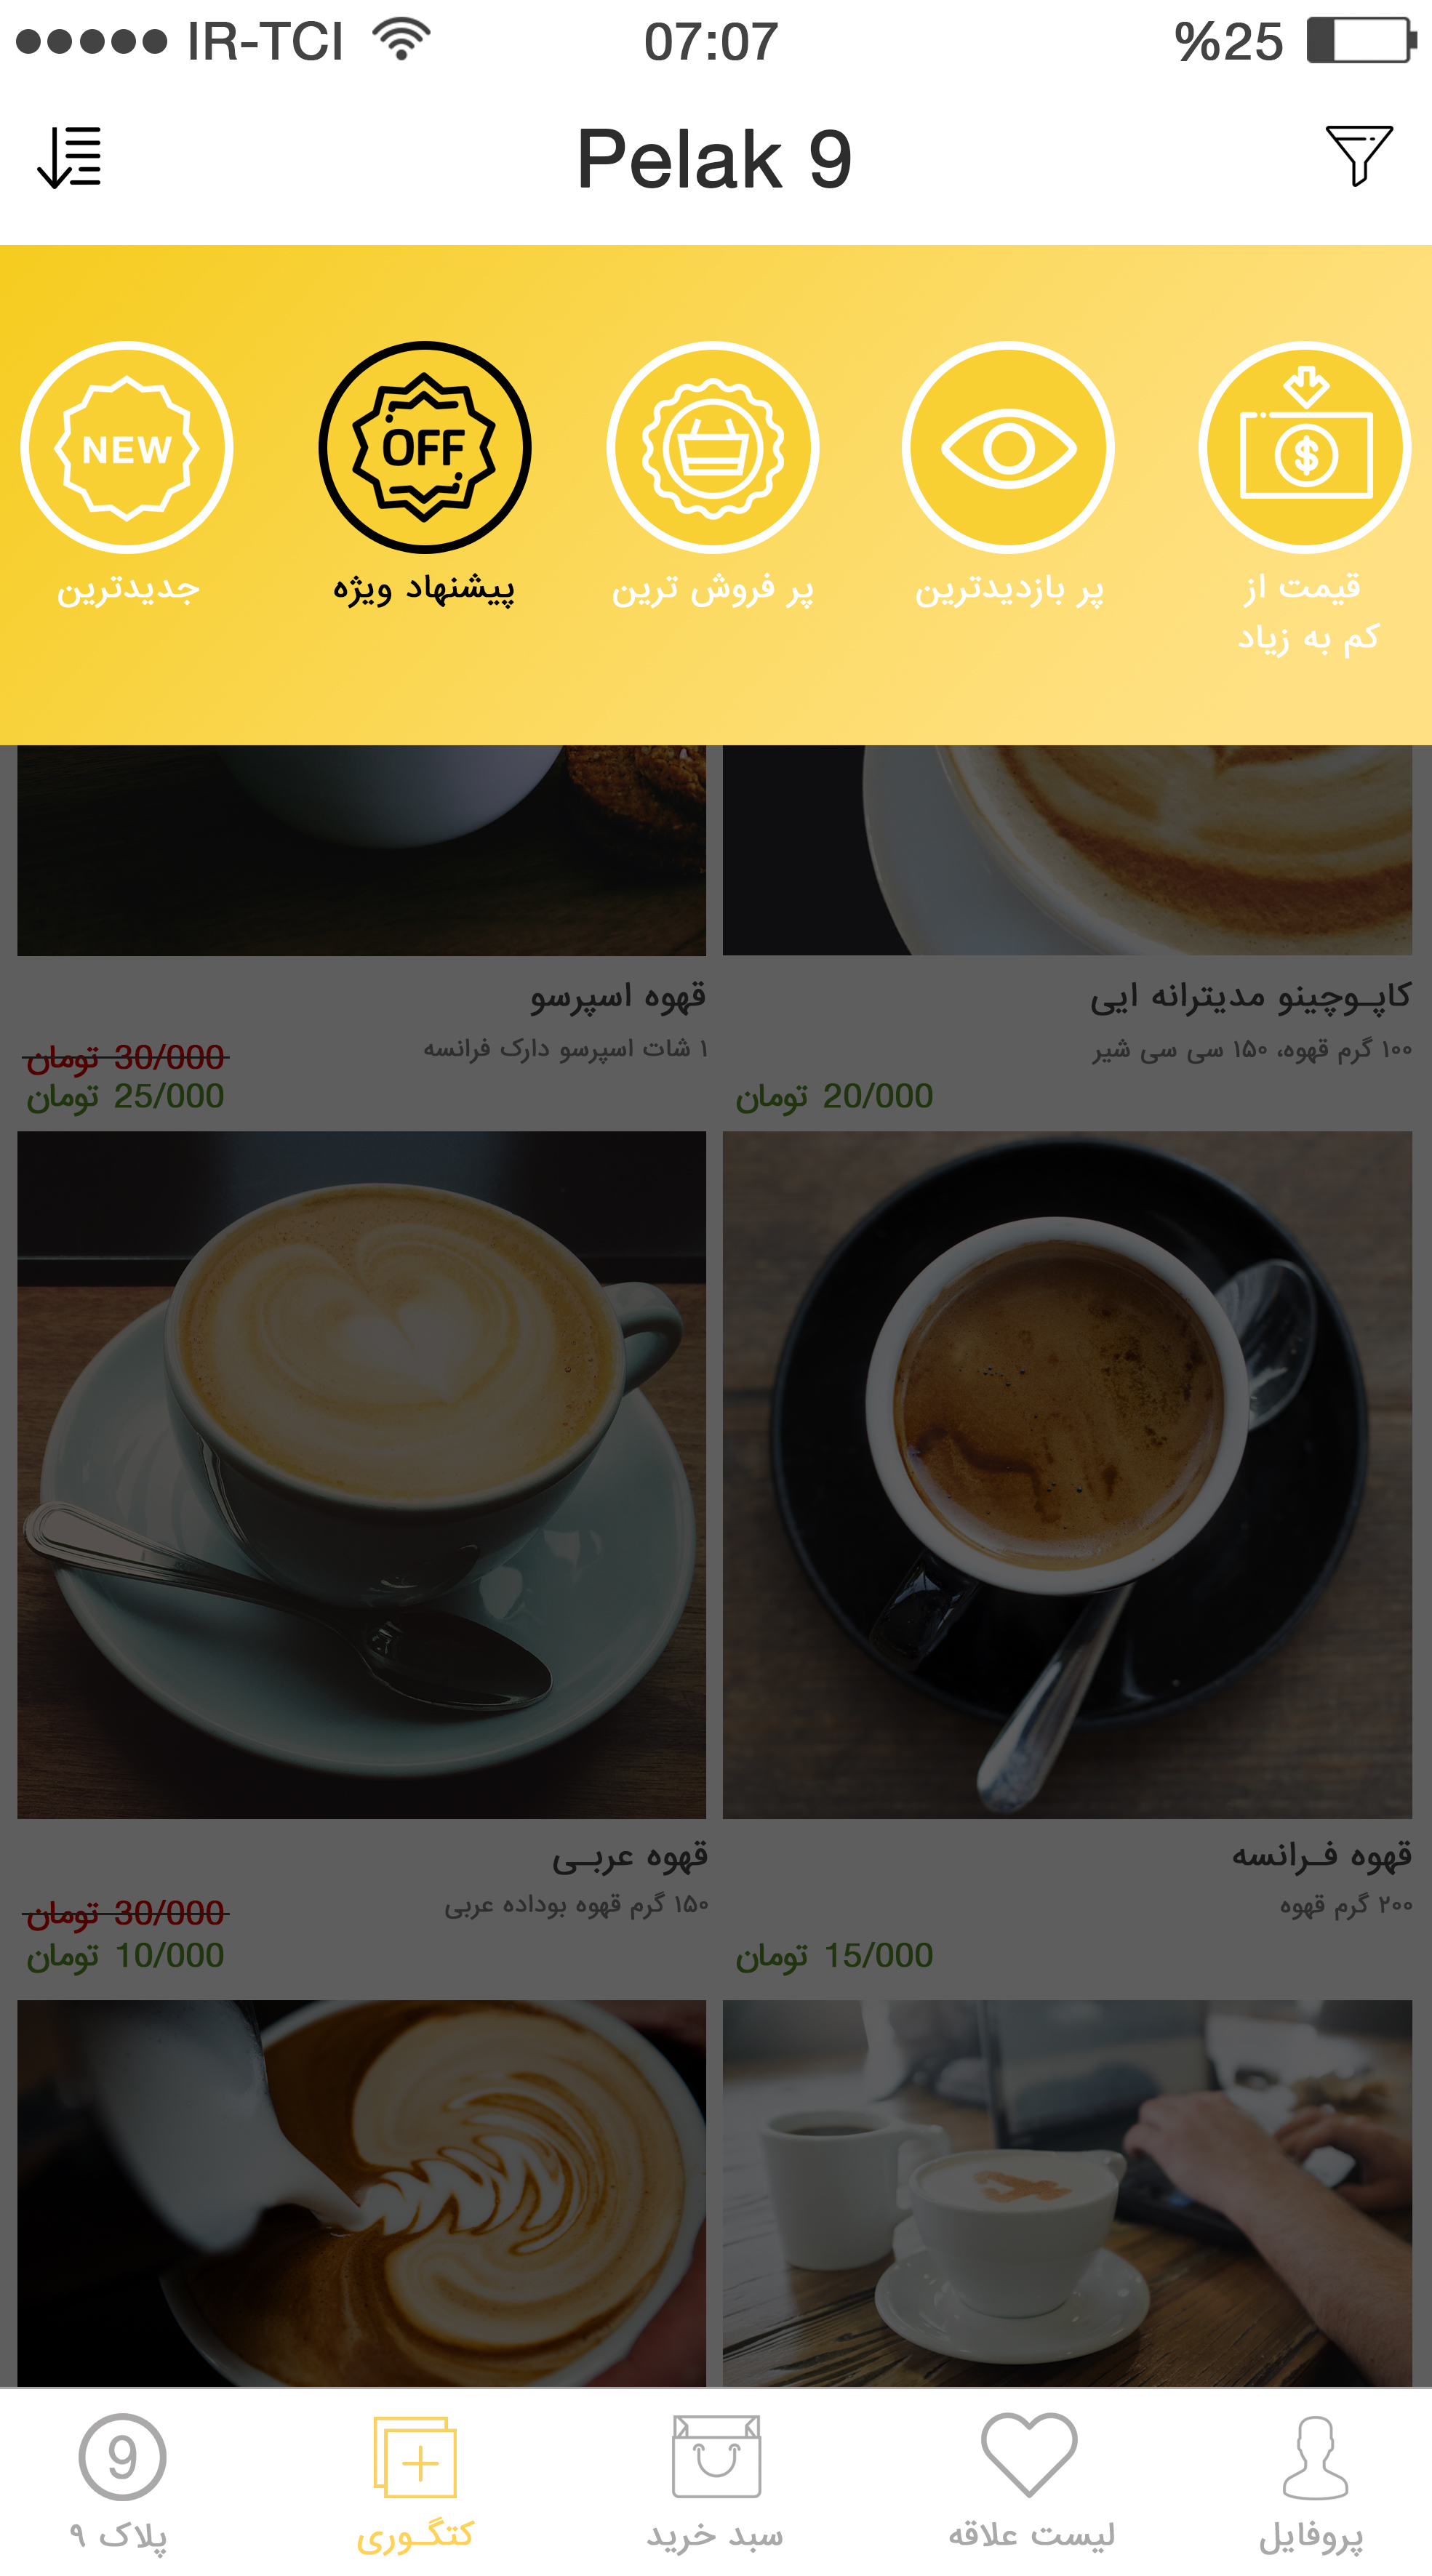 IR-TCI
07:07
%25
Pelak 9
NEW
OFF
$
جدیدترین
پیشنهاد ویژه
پر فروش ترین
پر بازدیدترین
قیمت از
کم به زیاد
کاپـوچینو مدیترانه ایی
۱۰۰ گرم قهوه، ۱۵۰ سی سی شیر
20/000 تومان
قهوه اسپرسو
۱ شات اسپرسو دارک فرانسه
30/000 تومان
25/000 تومان
قهوه فـرانسه
۲۰۰ گرم قهوه
15/000 تومان
قهوه عربـی
۱۵۰ گرم قهوه بوداده عربی
30/000 تومان
10/000 تومان
9
پلاک ۹
کتگـوری
سبد خرید
لیست علاقه
پروفایل